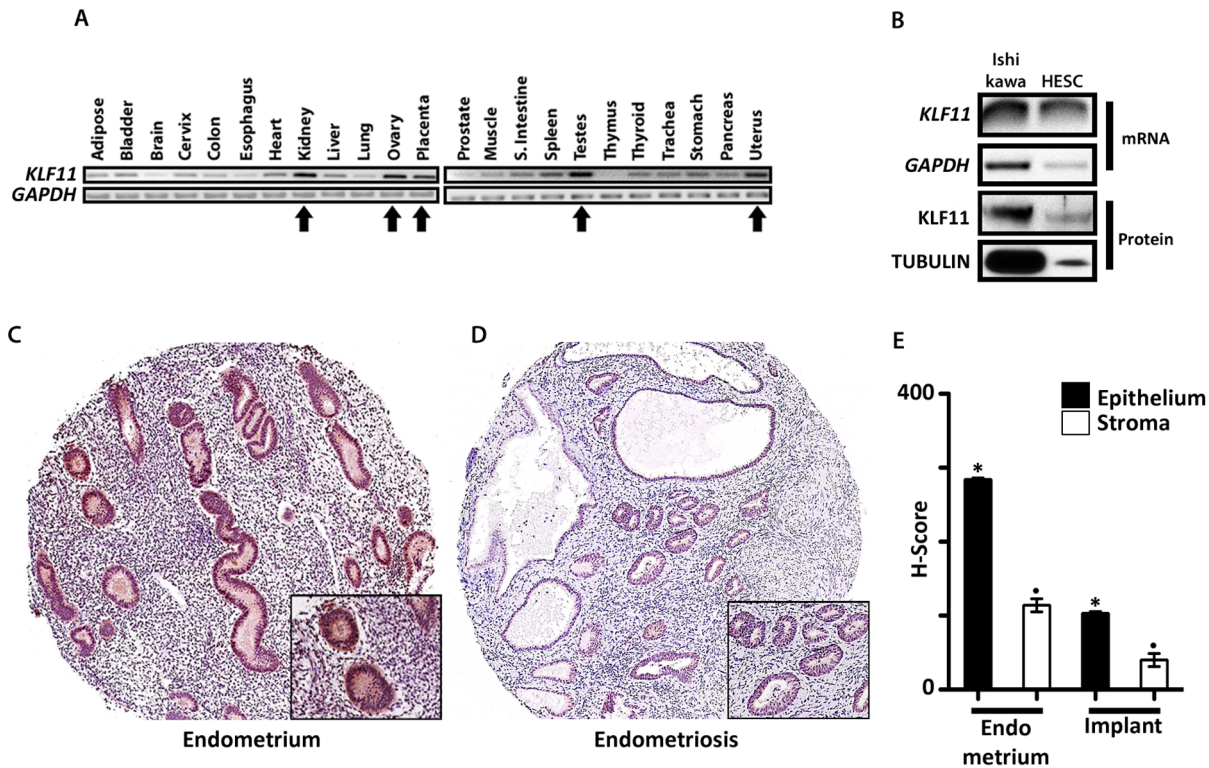 A
Adipose
Bladder
Brain
Cervix
Colon
Esophagus
Heart
Kidney
Liver
Lung
Ovary
Placenta
Prostate
Muscle
S. Intestine
Spleen
Testes
Thymus
Thyroid
Trachea
Stomach
Pancreas
Uterus
KLF11
GAPDH
B
Ishi
kawa
HESC
KLF11
GAPDH
mRNA
KLF11
TUBULIN
Protein
C
Endometrium
D
Endometriosis
E
Epithelium
Stroma
H-Score
400
0
*
•
*
•
Endo
metrium
Implant